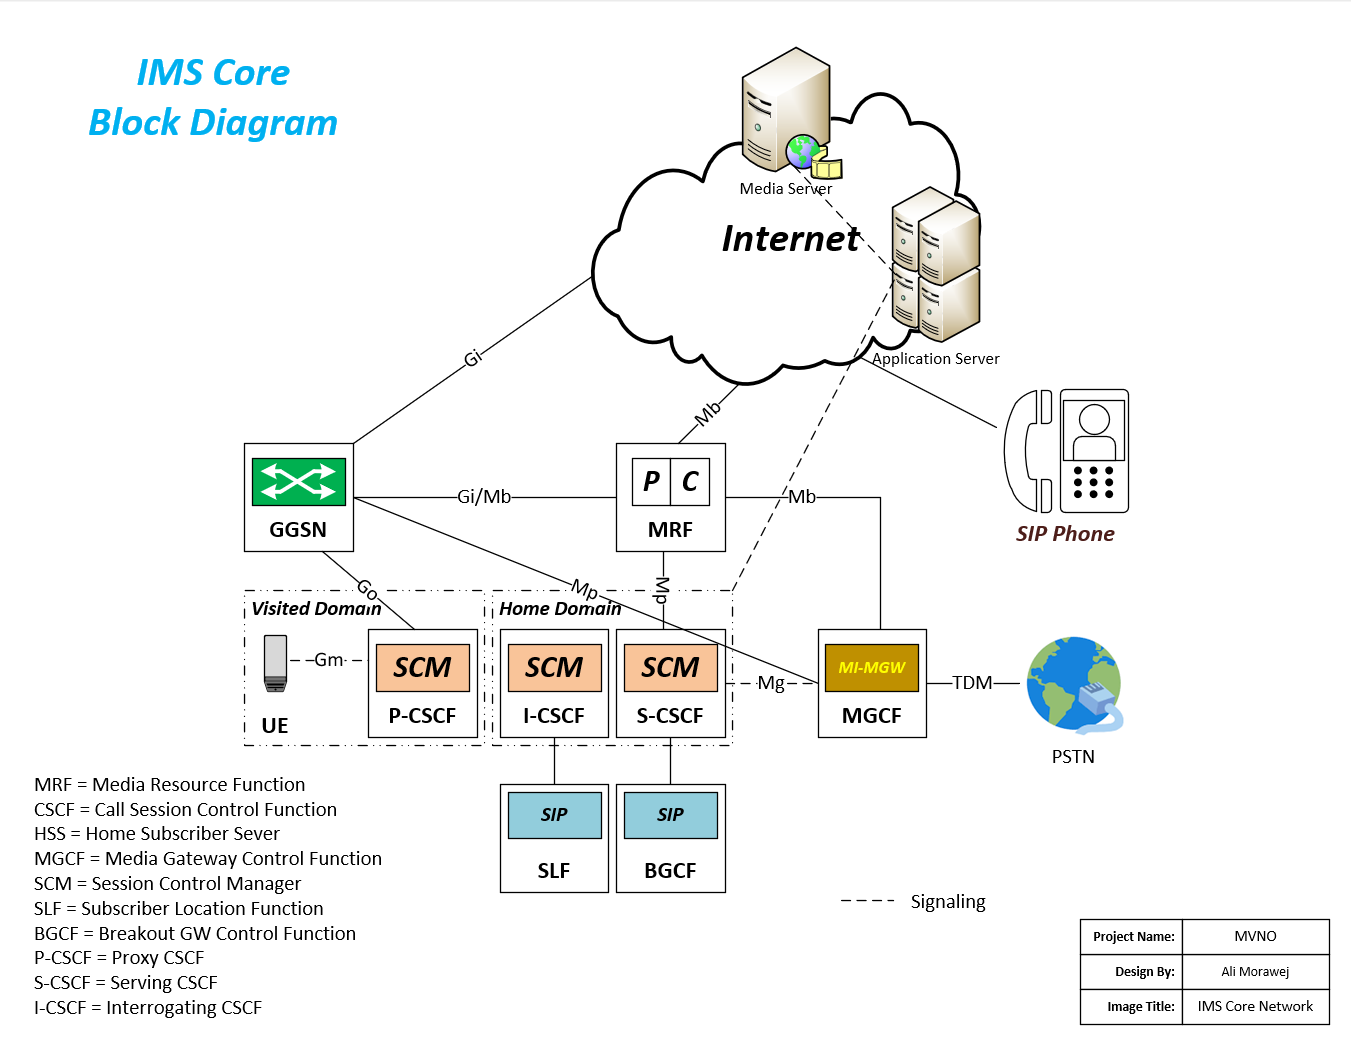 IMS Core
Block Diagram
Media Server
Internet
Application Server
Gi
Mb
P C
MRF
GGSN
Gi/Mb
Mb
SIP Phone
Go
Mp
Mp
Visited Domain
Home Domain
Gm
SCM
SCM
SCM
Mg
MI-MGW
TDM
UE
P-CSCF
I-CSCF
S-CSCF
MGCF
PSTN
SIP
SIP
SLF
BGCF
MRF = Media Resource Function
CSCF = Call Session Control Function
HSS = Home Subscriber Sever
MGCF = Media Gateway Control Function
SCM = Session Control Manager
SLF = Subscriber Location Function
BGCF = Breakout GW Control Function
P-CSCF = Proxy CSCF
S-CSCF = Serving CSCF
I-CSCF = Interrogating CSCF
Signaling
Project Name: MVNO
Design By: Ali Morawej
Image Title: IMS Core Network